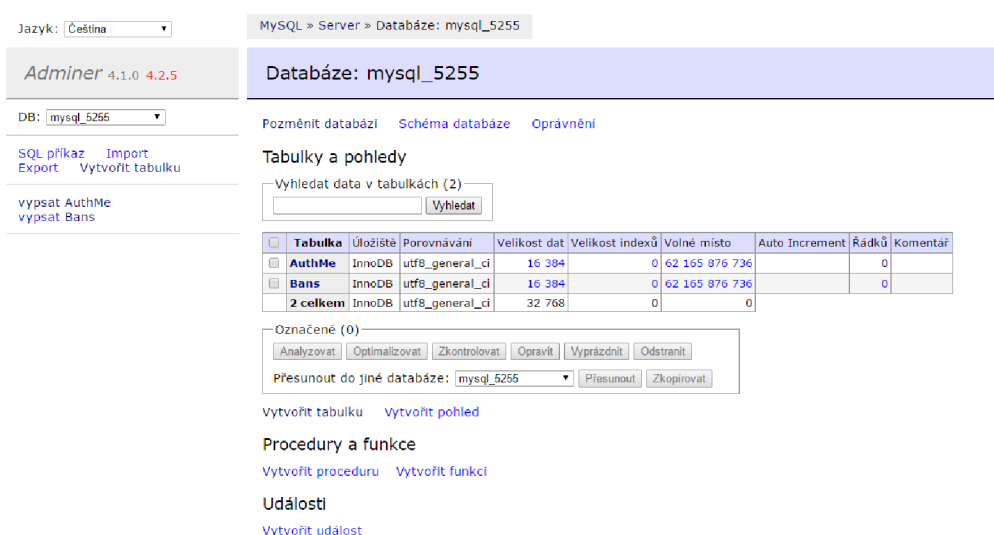 Jazyk: Čeština
MySQL » Server » Databáze: mysql_5255
Adminer 4.1.0 4.2.5
Databáze: mysql_5255
DB: mysql_5255
SQL příkaz Import
Export Vytvořit tabulku
vypsat AuthMe
vypsat Bans
Pozměnit databázi Schéma databáze Oprávnění
Tabulky a pohledy
Vyhledat data v tabulkách (2)
Vyhledat
Tabulka Úložiště Porovnávání Velikost dat Velikost indexů Volné místo Auto Increment Řádků Komentář
AuthMe InnoDB utf8_general_ci 16 384 0 62 165 876 736 0
Bans InnoDB utf8_general_ci 16 384 0 62 165 876 736 0
2 celkem InnoDB utf8_general_ci 32 768 0 0
Označené (0)
Analyzovat Optimalizovat Zkontrolovat Opravit Vyprázdnit Odstranit
Přesunout do jiné databáze: mysql_5255 Přesunout Zkopírovat
Vytvořit tabulku Vytvořit pohled
Procedury a funkce
Vytvořit proceduru Vytvořit funkci
Události
Vytvořit událost